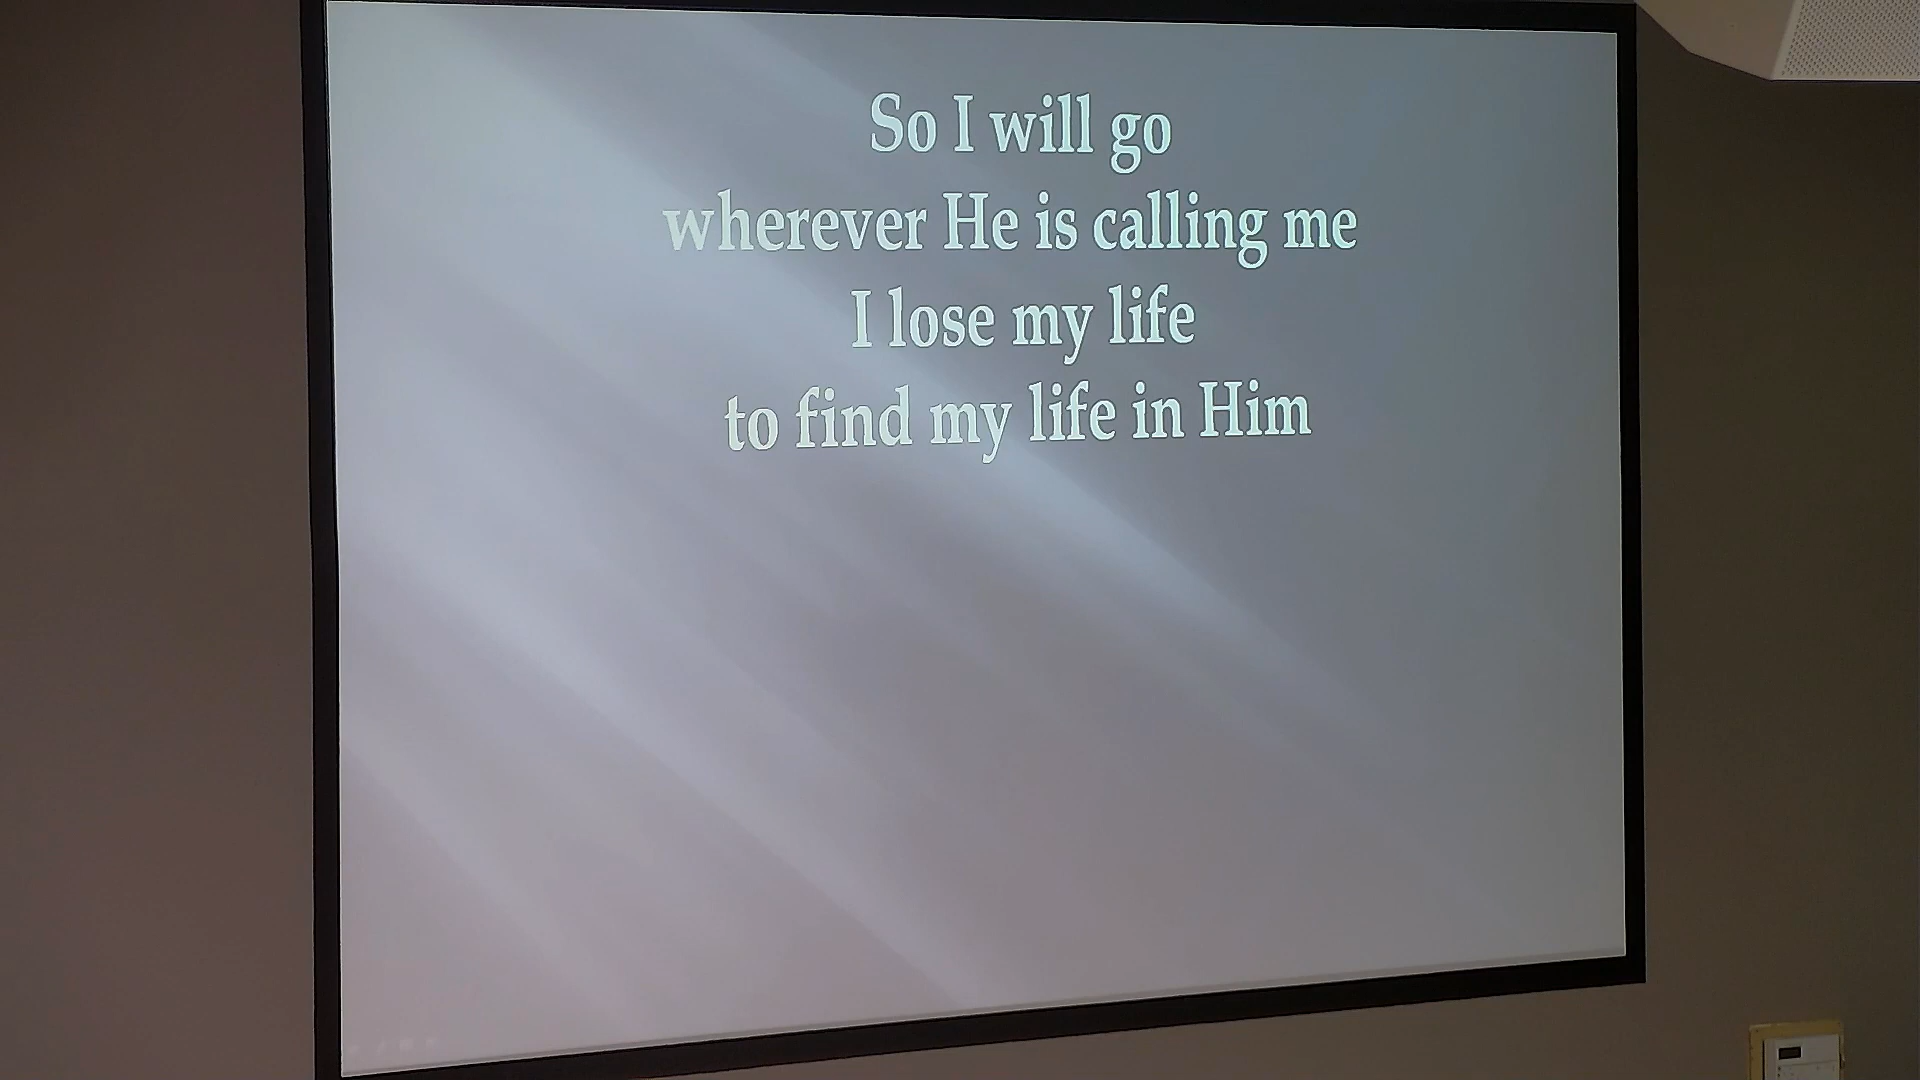 So I will go
wherever He is calling me
I lose my life
to find my life in Him